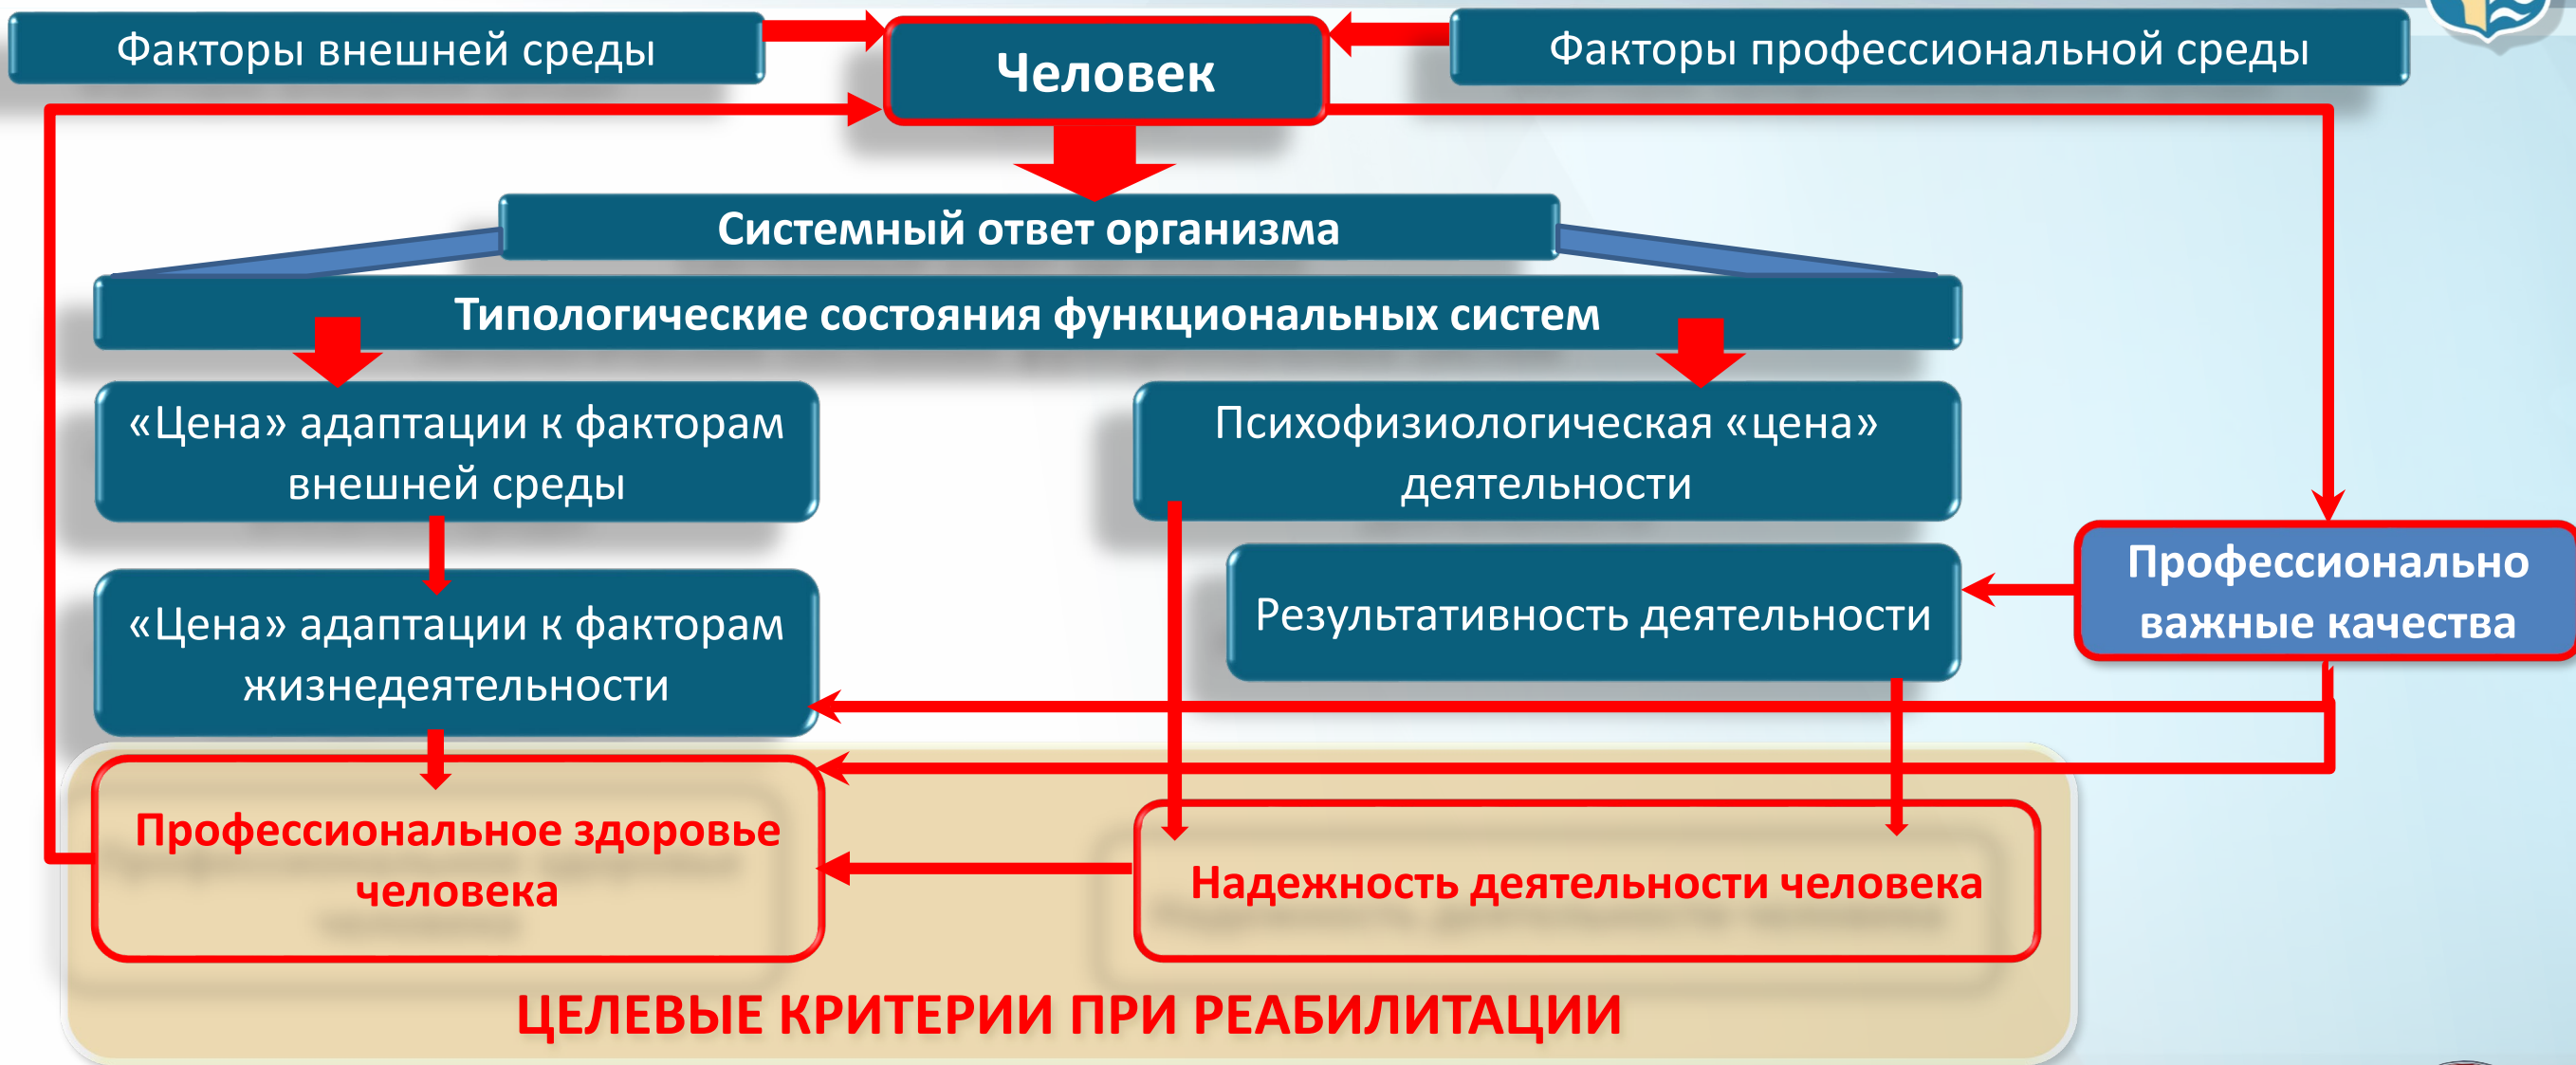 Факторы внешней среды
Человек
Факторы профессиональной среды
Системный ответ организма
Типологические состояния функциональных систем
«Цена» адаптации к факторам
внешней среды
Психофизиологическая «цена»
деятельности
«Цена» адаптации к факторам
жизнедеятельности
Результативность деятельности
Профессионально
важные качества
Профессиональное здоровье
человека
Надежность деятельности человека
ЦЕЛЕВЫЕ КРИТЕРИИ ПРИ РЕАБИЛИТАЦИИ